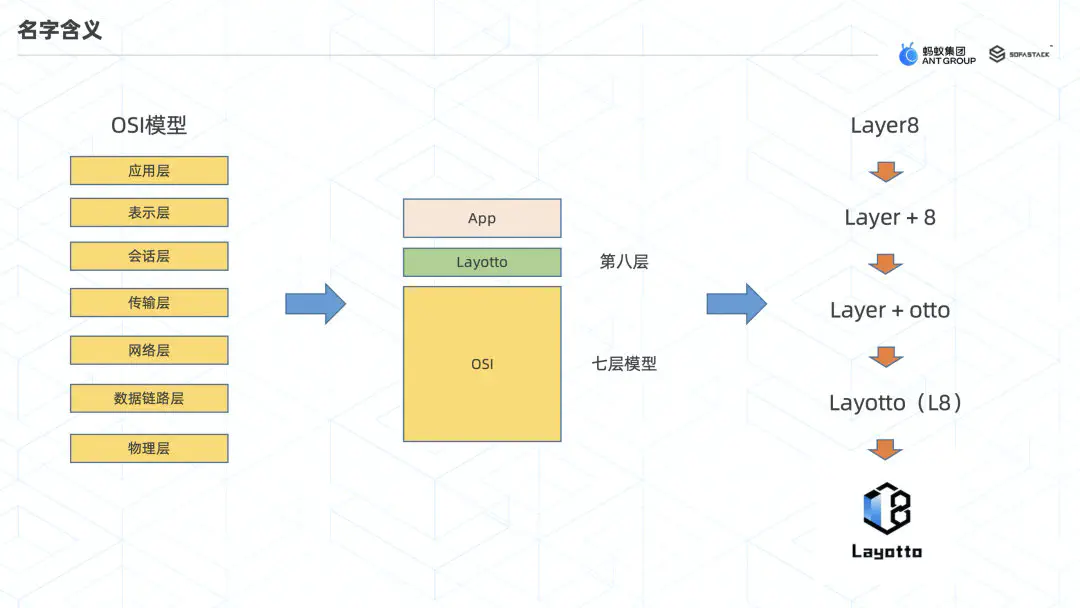 名字含义
蚂蚁集团
ANT GROUP
SOFASTACK
OSI模型
应用层
表示层
会话层
传输层
网络层
数据链路层
物理层
App
Layotto
第八层
OSI
七层模型
Layer8
Layer + 8
Layer + otto
Layotto（L8）
L8
Layotto